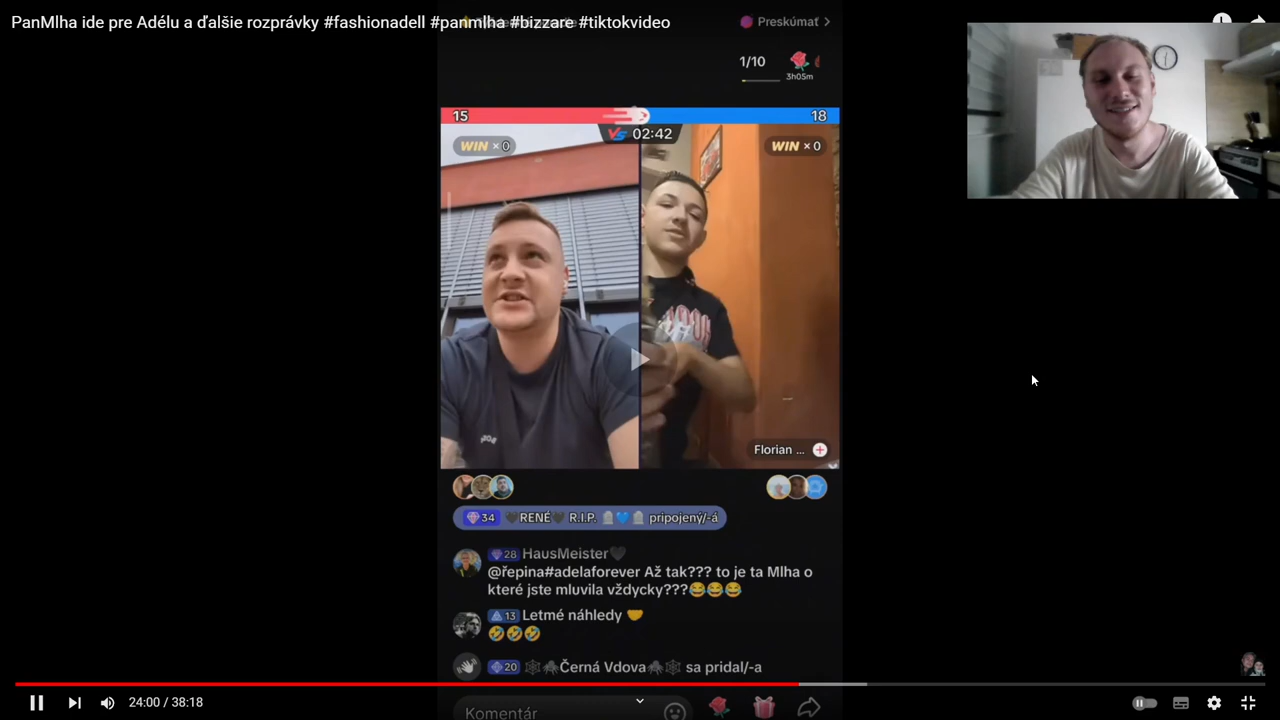 PanMlha ide pre Adélu a ďalšie rozprávky #fashionadell #panmlha #bizare #tiktokvideo
Preskúmať
1/10
3h05m
15
18
VS 02:42
WIN × 0
WIN × 0
Florian ...
34 🖤RENÉ🖤 R.I.P. 🪦💙🪦 pripojený/-á
28 HausMeister🖤
@řepina#adelaforever Až tak??? to je ta Mlha o
které jste mluvila vždycky???😂😂😂
13 Letmé náhledy 🤝
🤣🤣🤣
20 🕸️🕷️Černá Vdova🕷️🕸️ sa pridal/-a
Komentár
24:00 / 38:18